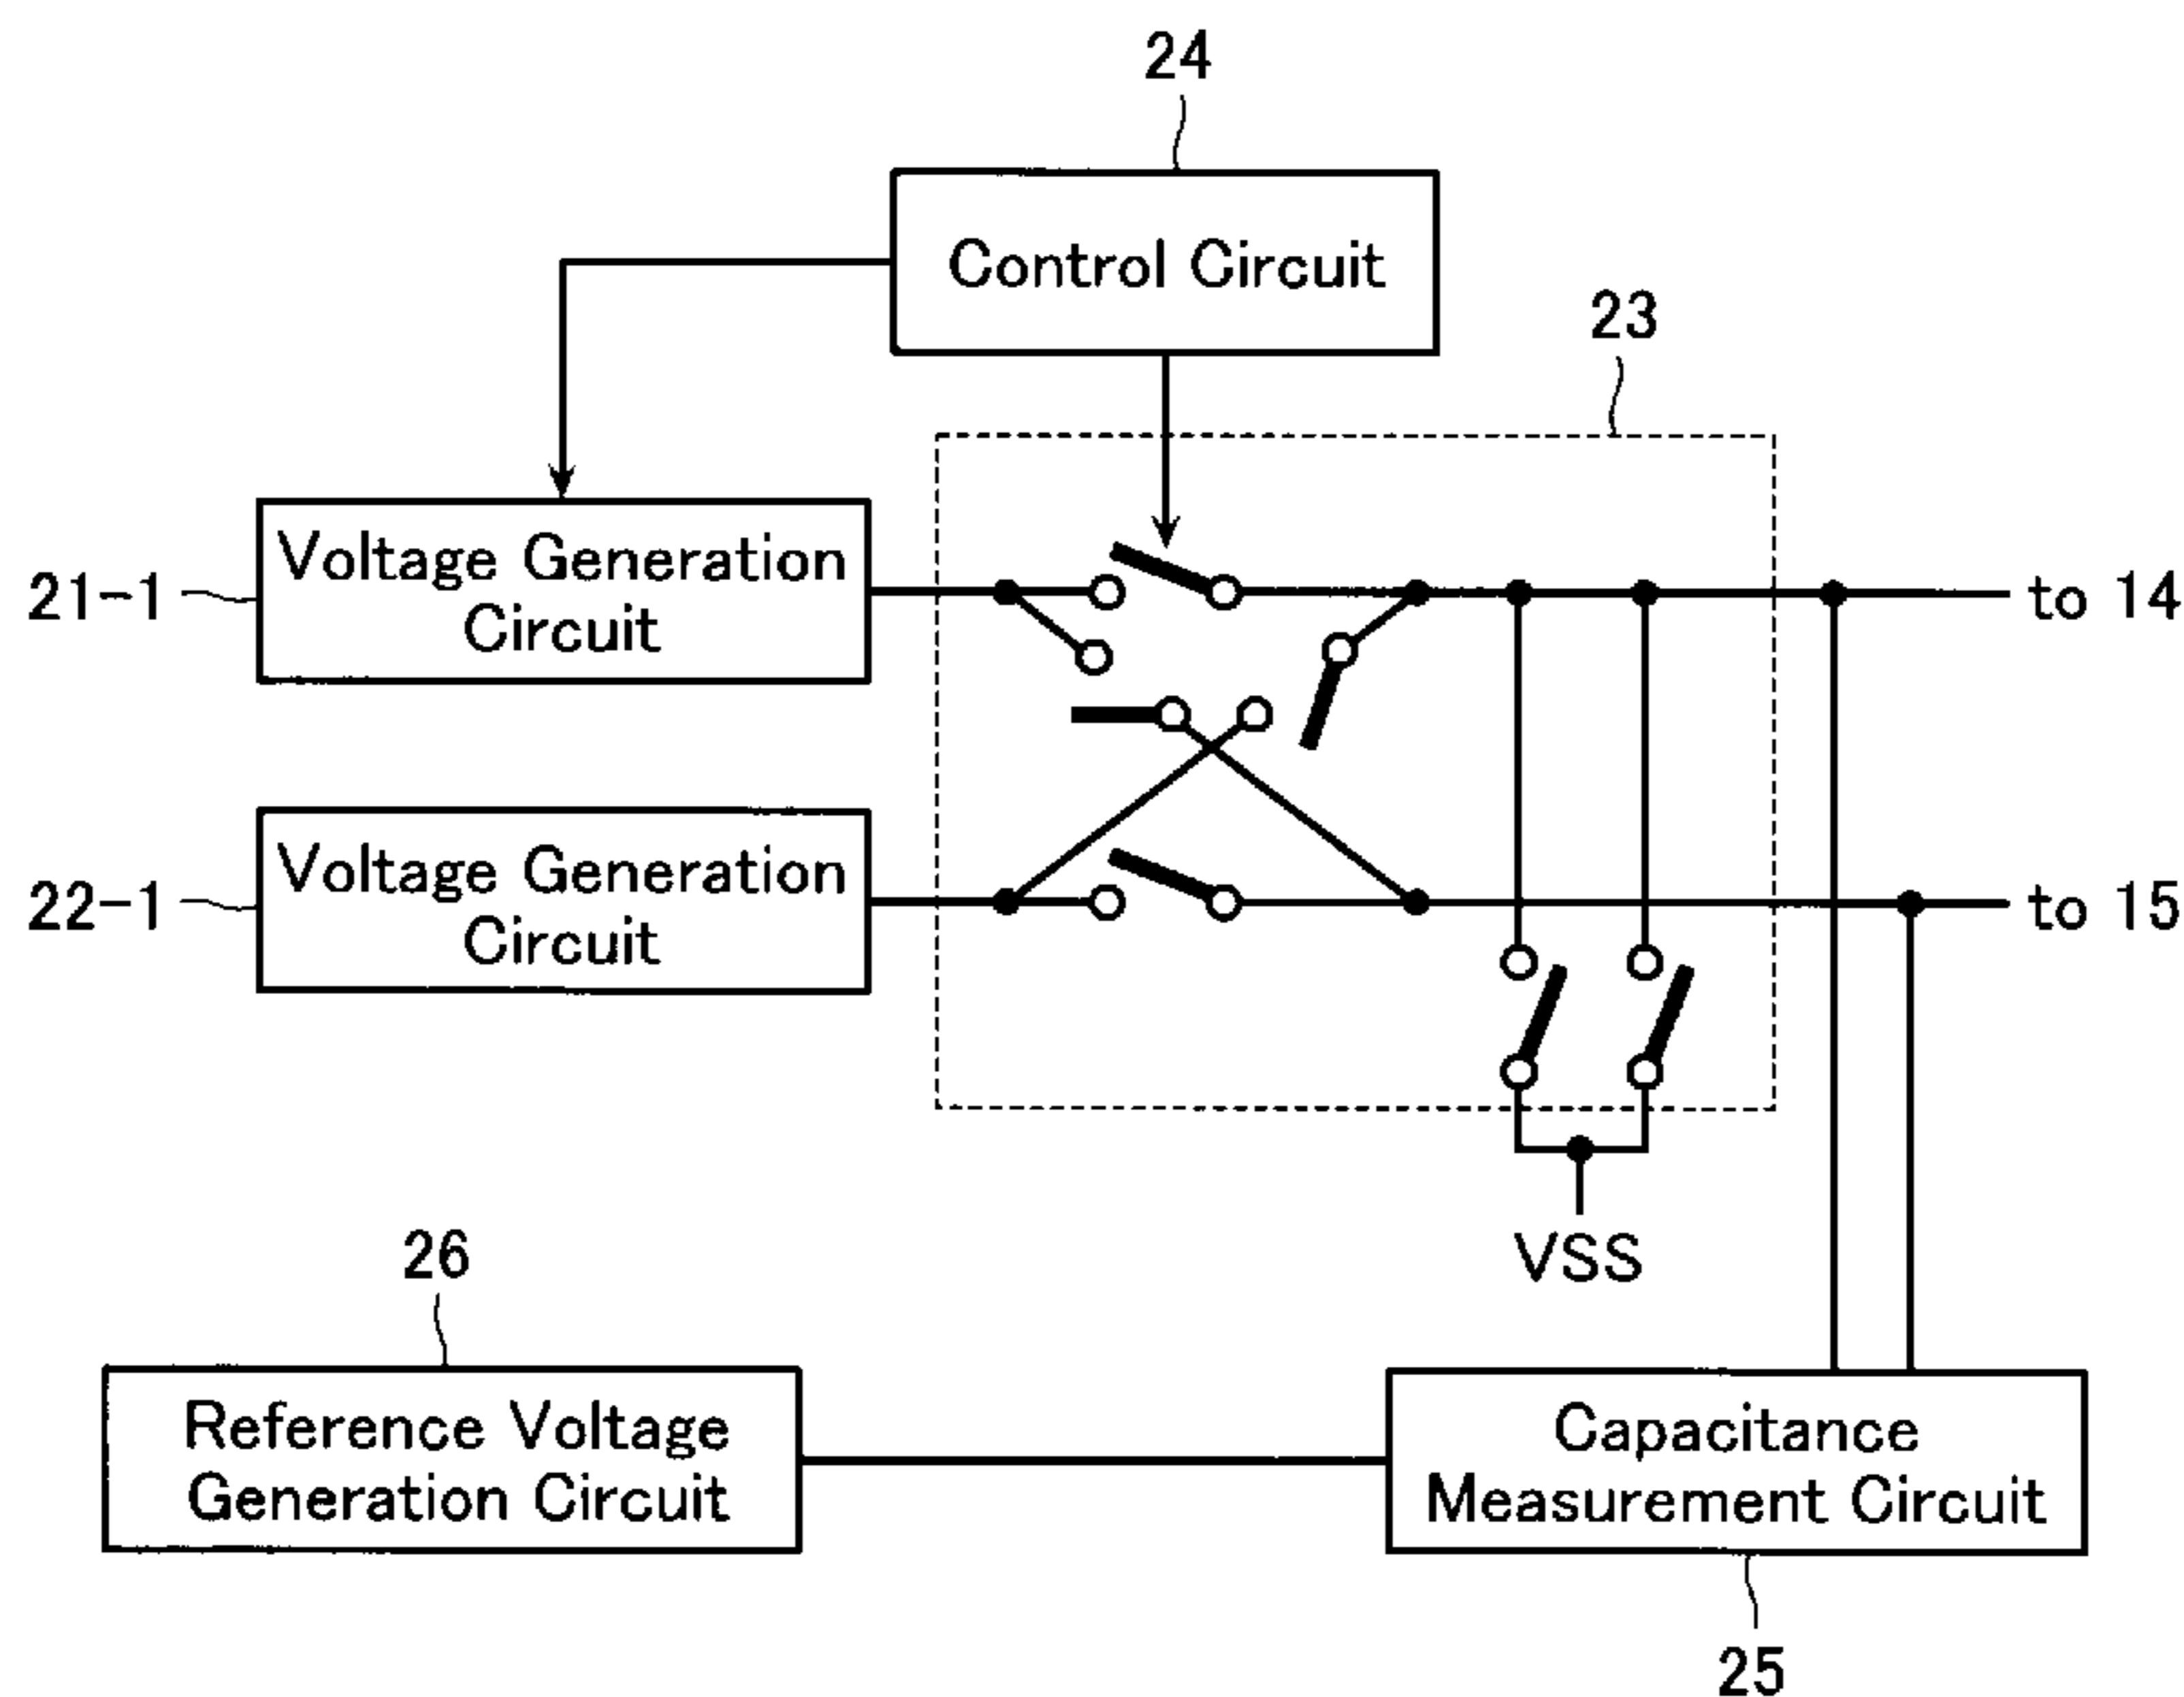 24
Control Circuit
23
Voltage Generation
Circuit
21-1
to 14
Voltage Generation
Circuit
22-1
to 15
VSS
26
Reference Voltage
Generation Circuit
Capacitance
Measurement Circuit
25